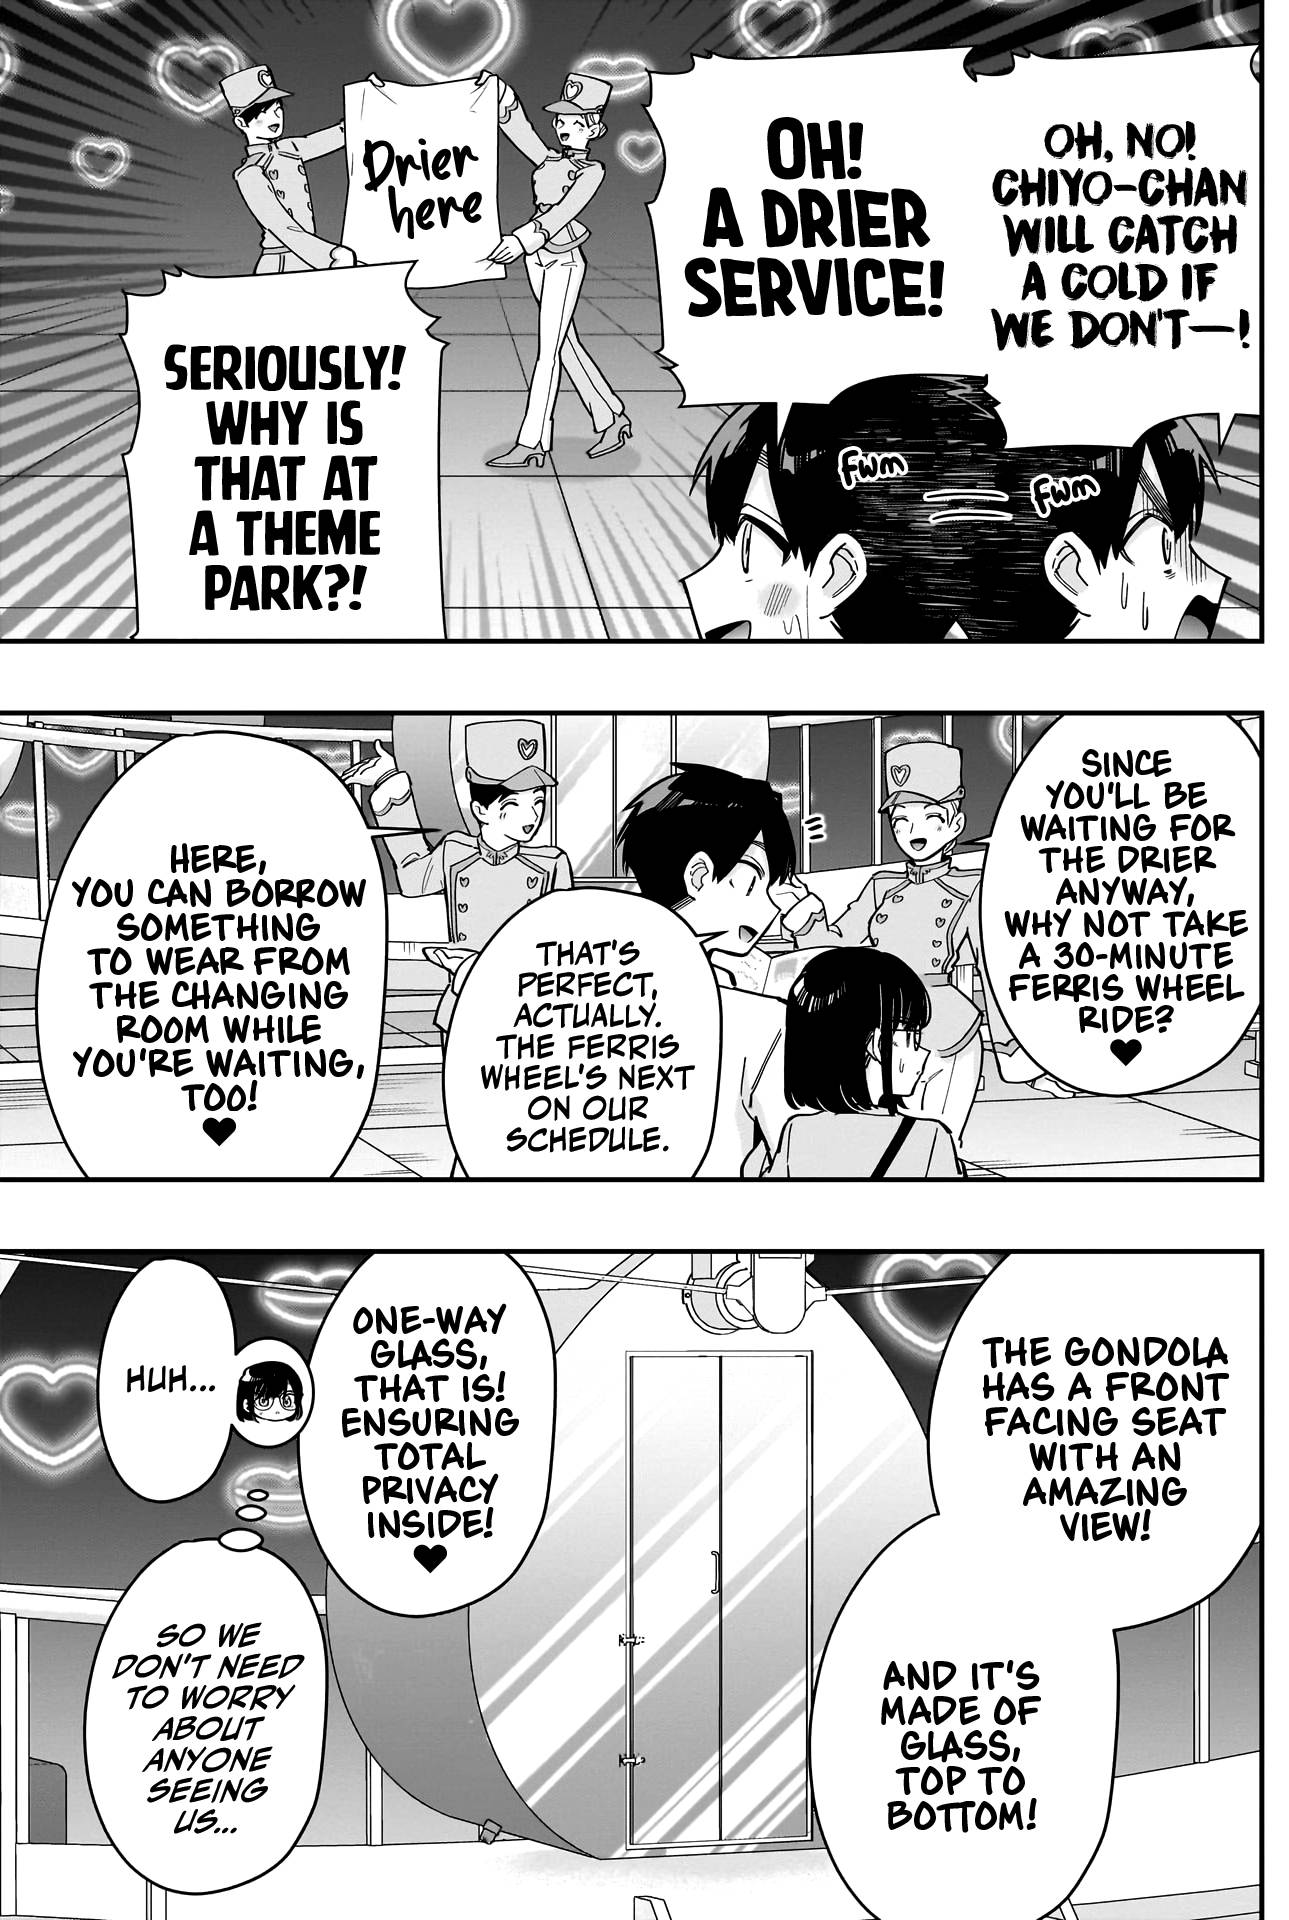 OH, NO!
CHIYO-CHAN
WILL CATCH
A COLD IF
WE DON'T—!
OH!
A DRIER
SERVICE!
Drier
here
SERIOUSLY!
WHY IS
THAT AT
A THEME
PARK?!
FWM
FWM
SINCE
YOU'LL BE
WAITING FOR
THE DRIER
ANYWAY,
WHY NOT TAKE
A 30-MINUTE
FERRIS WHEEL
RIDE?
♥
THAT'S
PERFECT,
ACTUALLY.
THE FERRIS
WHEEL'S NEXT
ON OUR
SCHEDULE.
HERE,
YOU CAN BORROW
SOMETHING
TO WEAR FROM
THE CHANGING
ROOM WHILE
YOU'RE WAITING,
TOO!
♥
THE GONDOLA
HAS A FRONT
FACING SEAT
WITH AN
AMAZING
VIEW!
AND IT'S
MADE OF
GLASS,
TOP TO
BOTTOM!
ONE-WAY
GLASS,
THAT IS!
ENSURING
TOTAL
PRIVACY
INSIDE!
♥
HUH...
SO WE
DON'T NEED
TO WORRY
ABOUT
ANYONE
SEEING
US...